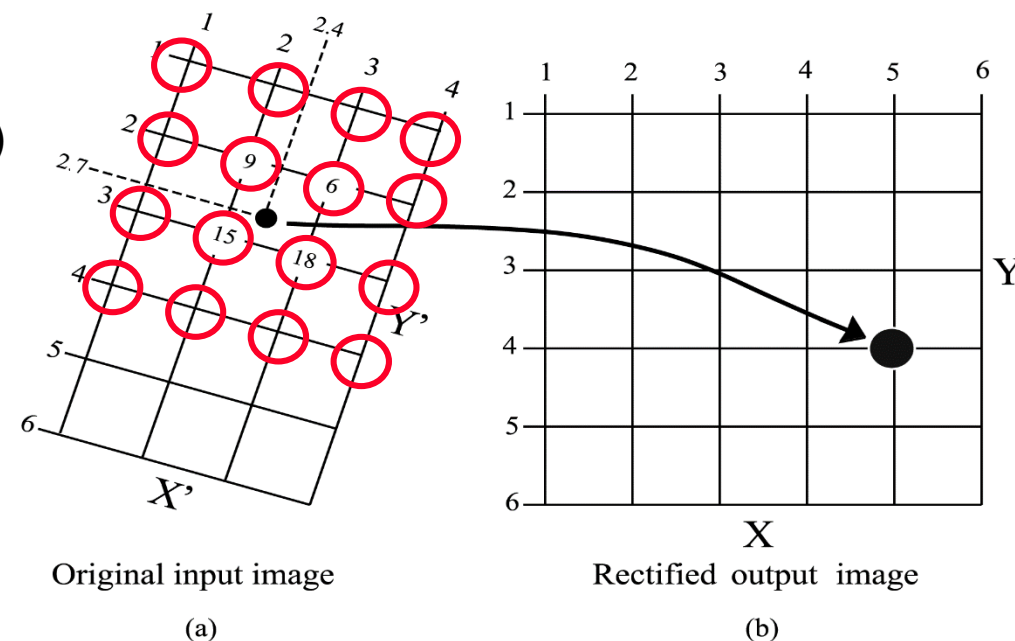 1 2 2.4 3 4
1
2
2.7
3
4
5
6
9 6
15 18
Y’
X’
1 2 3 4 5 6
1
2
3
4
5
6
Y
X
Original input image
(a)
Rectified output image
(b)